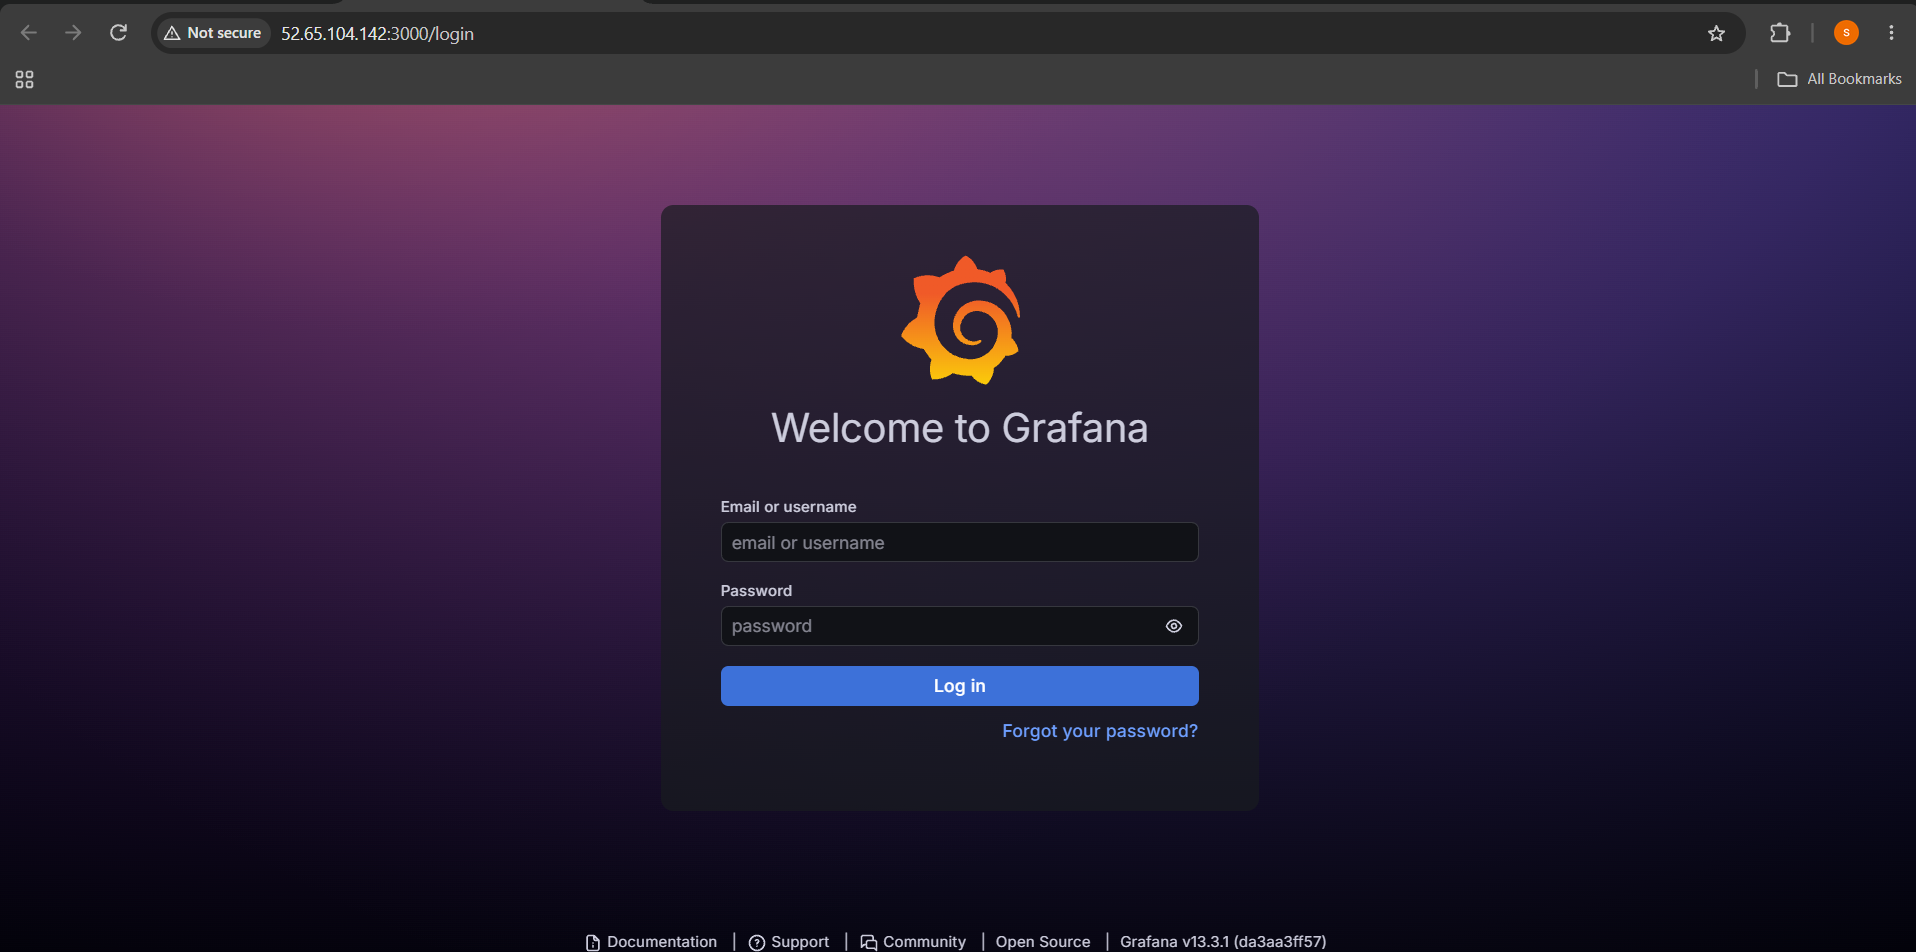 Not secure 52.65.104.142:3000/login S
All Bookmarks
Welcome to Grafana
Email or username
email or username
Password
password
Log in
Forgot your password?
Documentation | Support | Community | Open Source | Grafana v13.3.1 (da3aa3ff57)